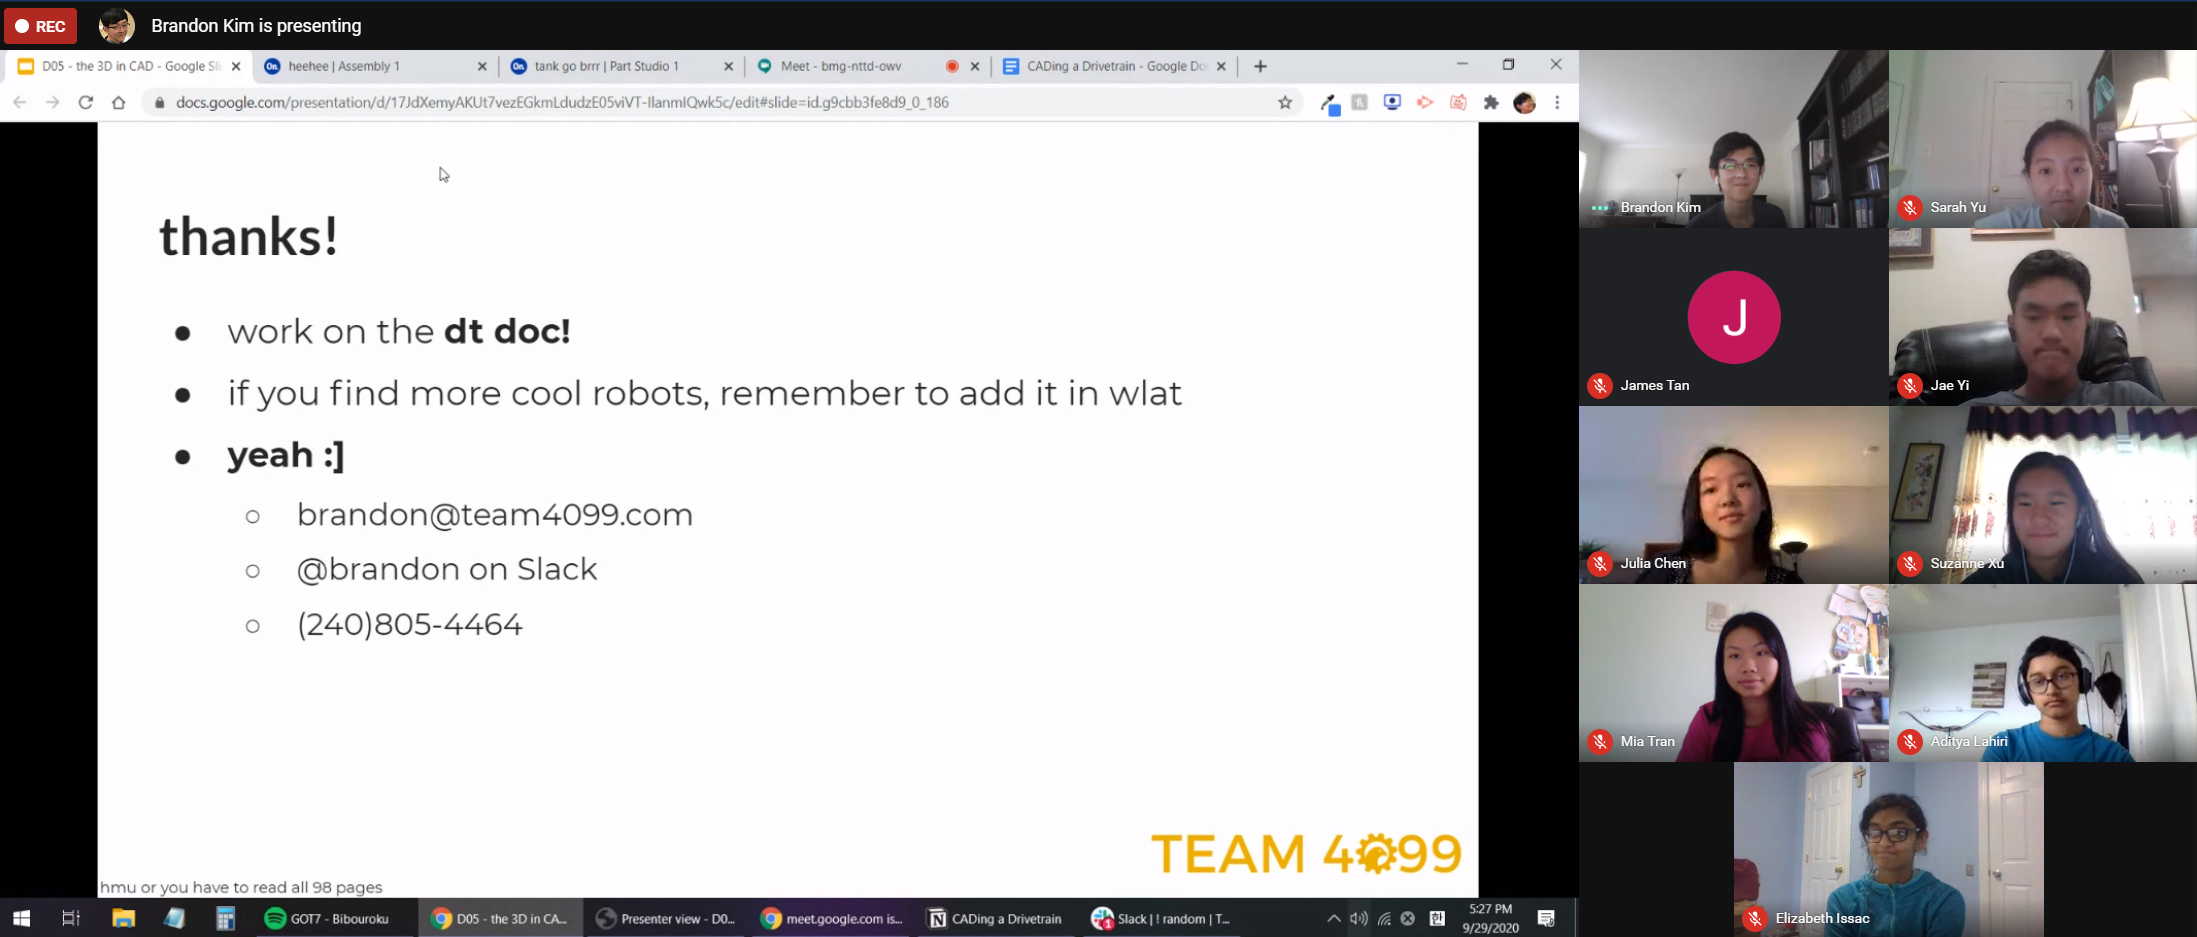 REC
Brandon Kim is presenting
D05 - the 3D in CAD - Google Sli
heehee | Assembly 1
tank go brrr | Part Studio 1
Meet - bmg-nttd-owv
CADing a Drivetrain - Google Do
docs.google.com/presentation/d/17JdXemyAKUt7vezEGkmLdudzE05viVT-IlanmIQwk5c/edit#slide=id.g9cbb3fe8d9_0_186
thanks!
work on the dt doc!
if you find more cool robots, remember to add it in wlat
yeah :]
brandon@team4099.com
@brandon on Slack
(240)805-4464
TEAM 4099
hmu or you have to read all 98 pages
Brandon Kim
Sarah Yu
J
James Tan
Jae Yi
Julia Chen
Suzanne Xu
Mia Tran
Aditya Lahiri
Elizabeth Issac
GOT7 - Bibouroku
D05 - the 3D in CA...
Presenter view - D0...
meet.google.com is...
CADing a Drivetrain
Slack | ! random | T...
한
5:27 PM
9/29/2020